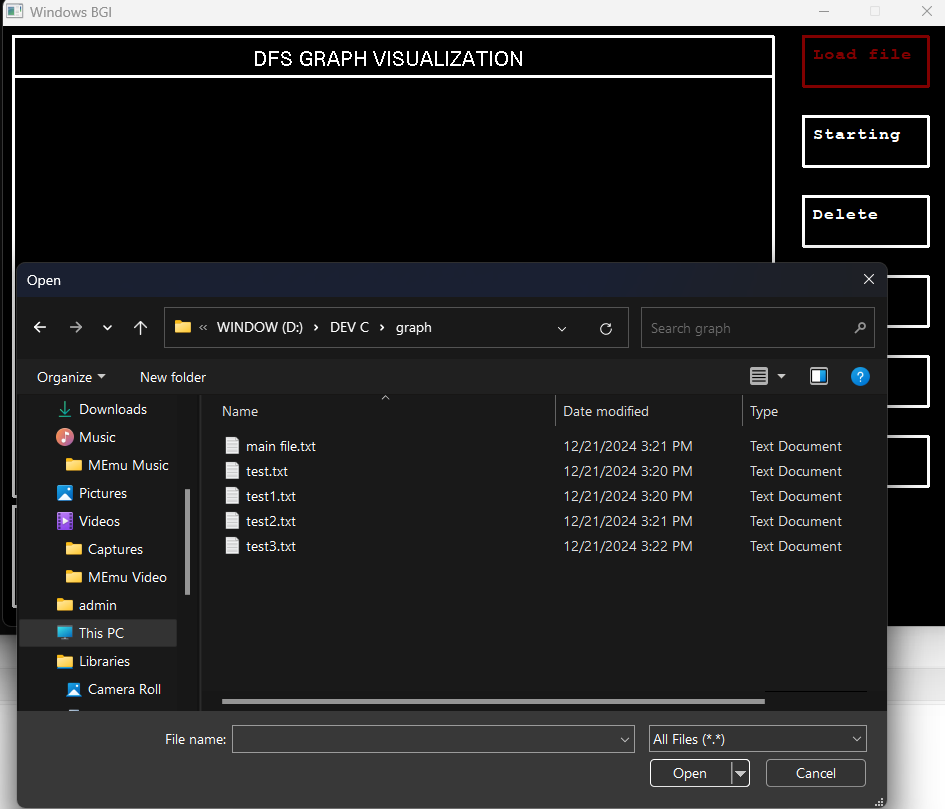 Windows BGI
DFS GRAPH VISUALIZATION
Load file
Starting
Delete
Open
« WINDOW (D:) › DEV C › graph
Search graph
Organize
New folder
?
Downloads
Music
MEmu Music
Pictures
Videos
Captures
MEmu Video
admin
This PC
Libraries
Camera Roll
Name Date modified Type
main file.txt 12/21/2024 3:21 PM Text Document
test.txt 12/21/2024 3:20 PM Text Document
test1.txt 12/21/2024 3:20 PM Text Document
test2.txt 12/21/2024 3:21 PM Text Document
test3.txt 12/21/2024 3:22 PM Text Document
File name:
All Files (*.*)
Open
Cancel